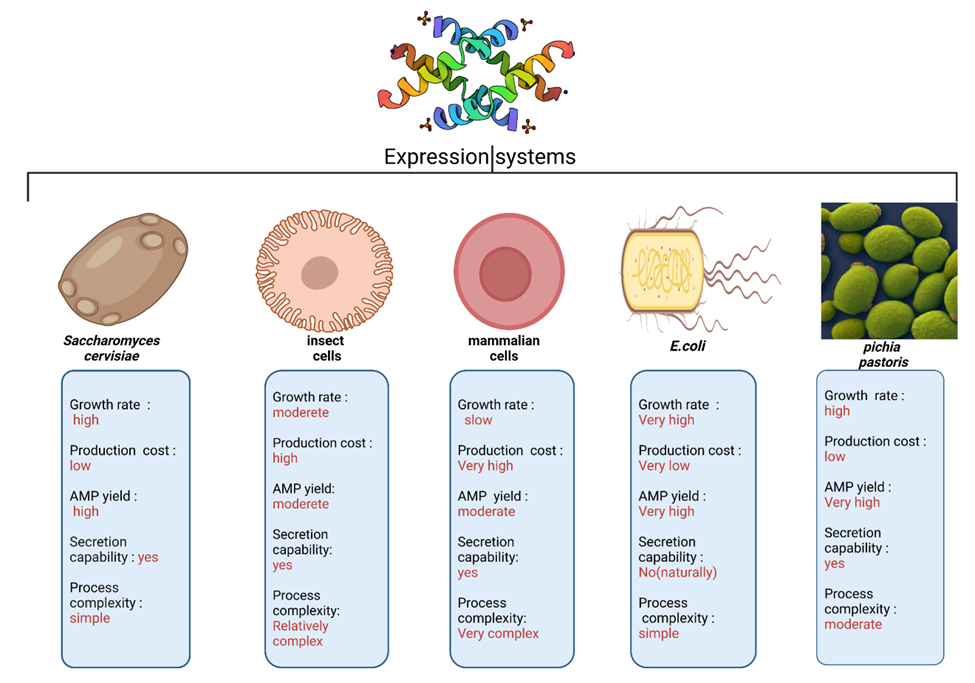 Expression systems
Saccharomyces
cervisiae
Growth rate :
high
Production cost :
low
AMP yield :
high
Secretion
capability : yes
Process
complexity :
simple
insect
cells
Growth rate :
moderete
Production cost :
high
AMP yield:
moderete
Secretion
capability:
yes
Process
complexity:
Relatively
complex
mammalian
cells
Growth rate :
slow
Production cost :
Very high
AMP yield :
moderate
Secretion
capability:
yes
Process
complexity:
Very complex
E.coli
Growth rate :
Very high
Production cost :
Very low
AMP yield :
Very high
Secretion
capability :
No(naturally)
Process
complexity :
simple
pichia
pastoris
Growth rate :
high
Production cost :
low
AMP yield :
Very high
Secretion
capability :
yes
Process
complexity :
moderate